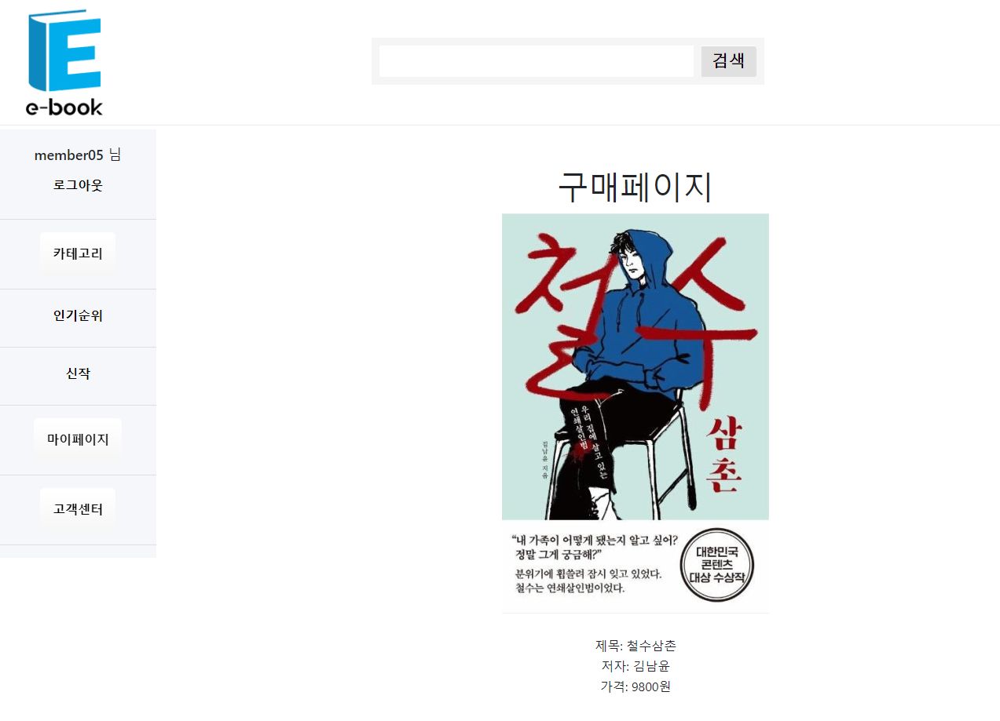 E
e-book
검색
member05 님
로그아웃
카테고리
인기순위
신작
마이페이지
고객센터
구매페이지
철수
삼촌
우리 집에 살고 있는
연쇄살인범
김남윤 지음
“내 가족이 어떻게 됐는지 알고 싶어?
정말 그게 궁금해?”
분위기에 휩쓸려 잠시 잊고 있었다.
철수는 연쇄살인범이었다.
대한민국
콘텐츠
대상 수상작
제목: 철수삼촌
저자: 김남윤
가격: 9800원